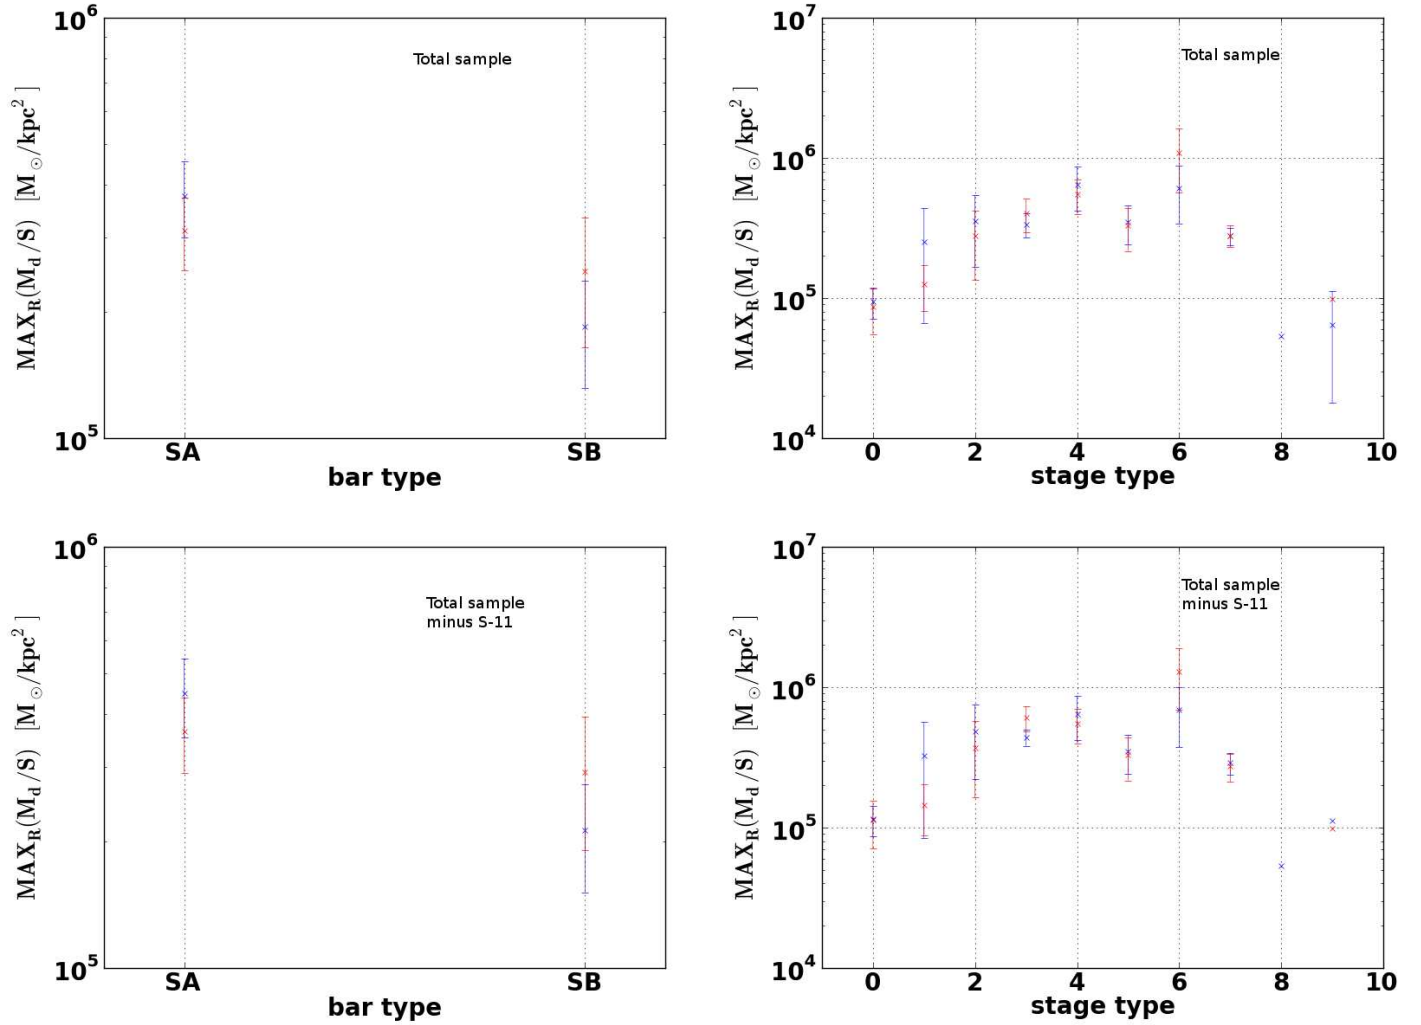 10^6
Total sample
MAX_R(M_d/S) [M_⊙/kpc^2]
10^5
SA SB
bar type
10^7
Total sample
10^6
MAX_R(M_d/S) [M_⊙/kpc^2]
10^5
10^4
0 2 4 6 8 10
stage type
10^6
Total sample
minus S-11
MAX_R(M_d/S) [M_⊙/kpc^2]
10^5
SA SB
bar type
10^7
Total sample
minus S-11
10^6
MAX_R(M_d/S) [M_⊙/kpc^2]
10^5
10^4
0 2 4 6 8 10
stage type